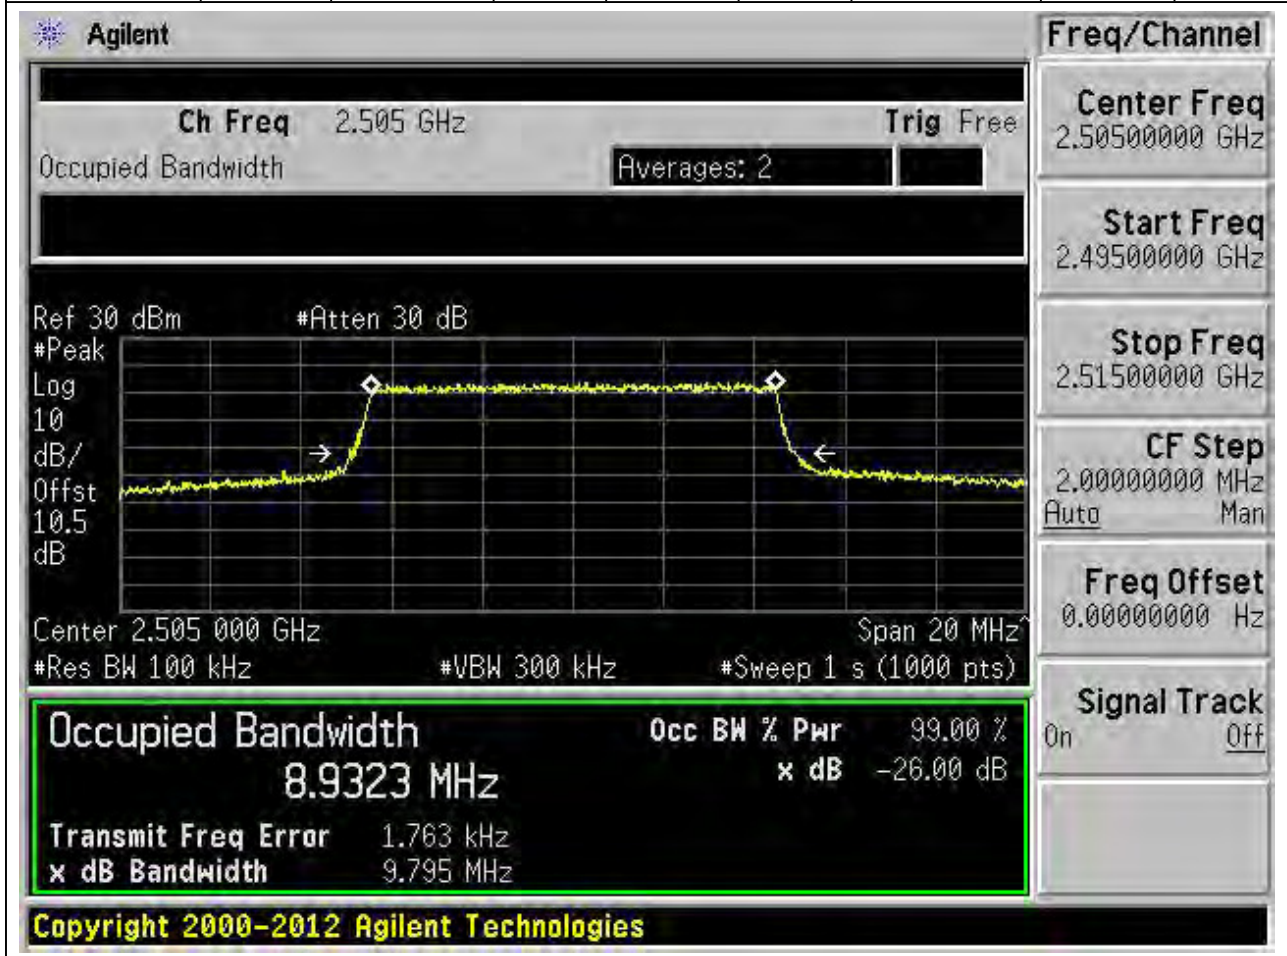 Agilent
Freq/Channel
Ch Freq 2.505 GHz Trig Free
Occupied Bandwidth Averages: 2
Center Freq
2.50500000 GHz
Start Freq
2.49500000 GHz
Stop Freq
2.51500000 GHz
CF Step
2.00000000 MHz
Auto Man
Freq Offset
0.00000000 Hz
Signal Track
On Off
Ref 30 dBm #Atten 30 dB
#Peak
Log
10
dB/
Offst
10.5
dB
Center 2.505 000 GHz Span 20 MHz^
#Res BW 100 kHz #VBW 300 kHz #Sweep 1 s (1000 pts)
Occupied Bandwidth Occ BW % Pwr 99.00 %
8.9323 MHz x dB -26.00 dB
Transmit Freq Error 1.763 kHz
x dB Bandwidth 9.795 MHz
Copyright 2000-2012 Agilent Technologies